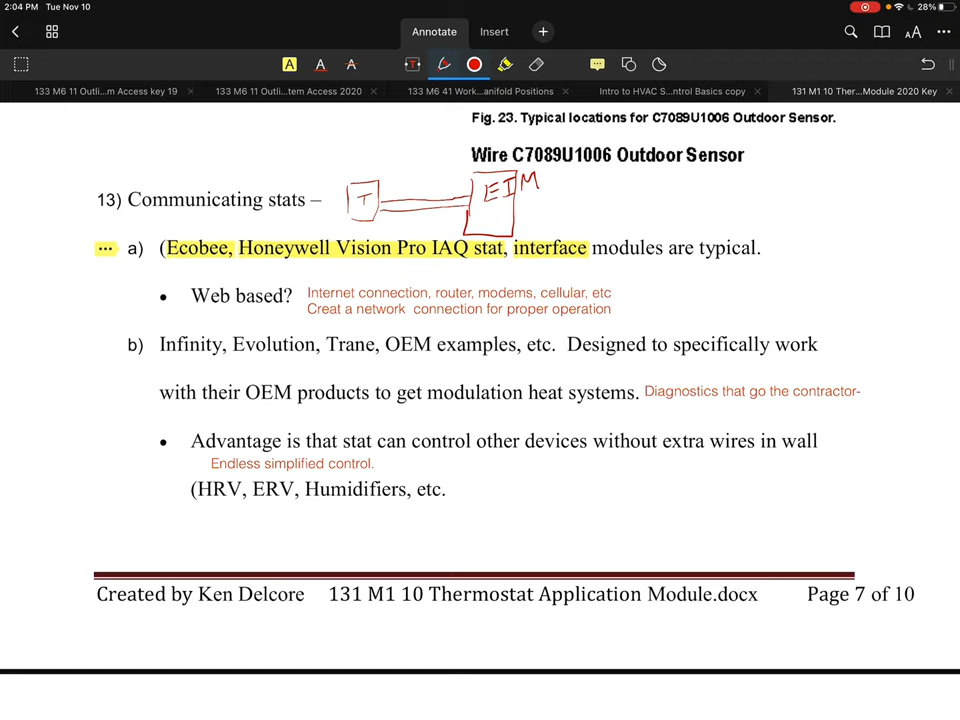 2:04 PM Tue Nov 10
28%
Annotate Insert
AA
A A A T
133 M6 11 Outli...m Access key 19
133 M6 11 Outli...tem Access 2020
133 M6 41 Work...anifold Positions
Intro to HVAC S...ntrol Basics copy
131 M1 10 Ther...Module 2020 Key
Fig. 23. Typical locations for C7089U1006 Outdoor Sensor.
Wire C7089U1006 Outdoor Sensor
13) Communicating stats – T EIM
a) (Ecobee, Honeywell Vision Pro IAQ stat, interface modules are typical.
• Web based? Internet connection, router, modems, cellular, etc
Creat a network connection for proper operation
b) Infinity, Evolution, Trane, OEM examples, etc. Designed to specifically work
with their OEM products to get modulation heat systems. Diagnostics that go the contractor-
• Advantage is that stat can control other devices without extra wires in wall
Endless simplified control.
(HRV, ERV, Humidifiers, etc.
Created by Ken Delcore 131 M1 10 Thermostat Application Module.docx Page 7 of 10